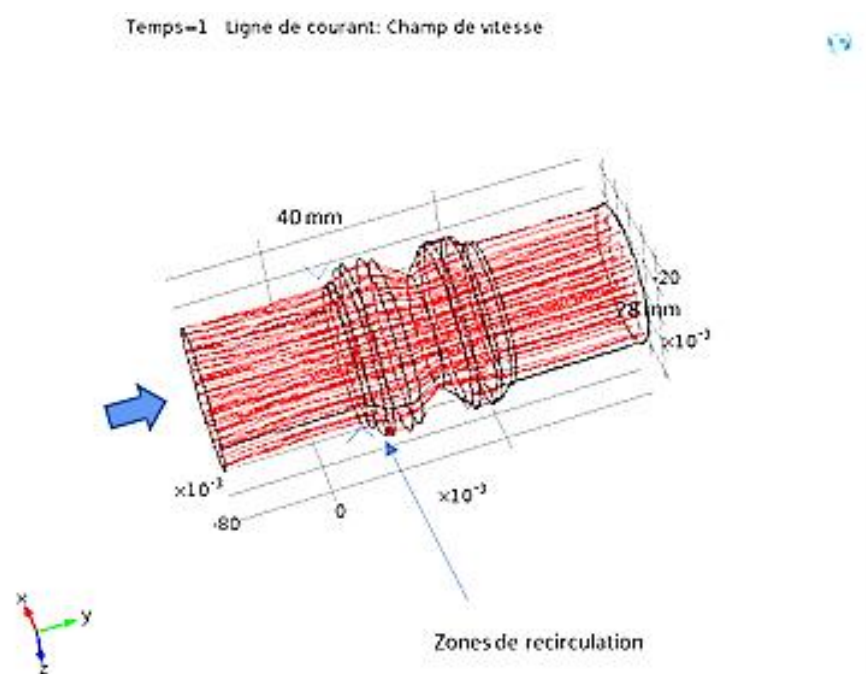 Temps=1 Ligne de courant: Champ de vitesse
40 mm
-20
78 mm
×10⁻³
×10⁻³
-80
0
×10⁻³
x
y
z
Zones de recirculation